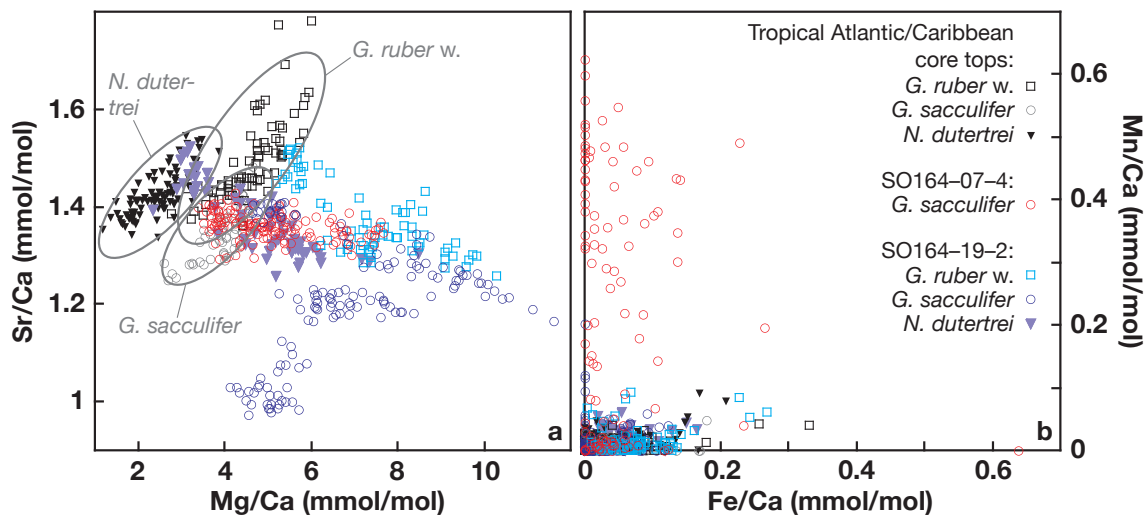 Sr/Ca (mmol/mol)
1.6
1.4
1.2
1
N. duter-
trei
G. ruber w.
G. sacculifer
a
2
4
6
8
10
Mg/Ca (mmol/mol)
Tropical Atlantic/Caribbean
core tops:
G. ruber w.
G. sacculifer
N. dutertrei
SO164–07–4:
G. sacculifer
SO164–19–2:
G. ruber w.
G. sacculifer
N. dutertrei
b
0
0.2
0.4
0.6
Fe/Ca (mmol/mol)
0.6
0.4
0.2
0
Mn/Ca (mmol/mol)